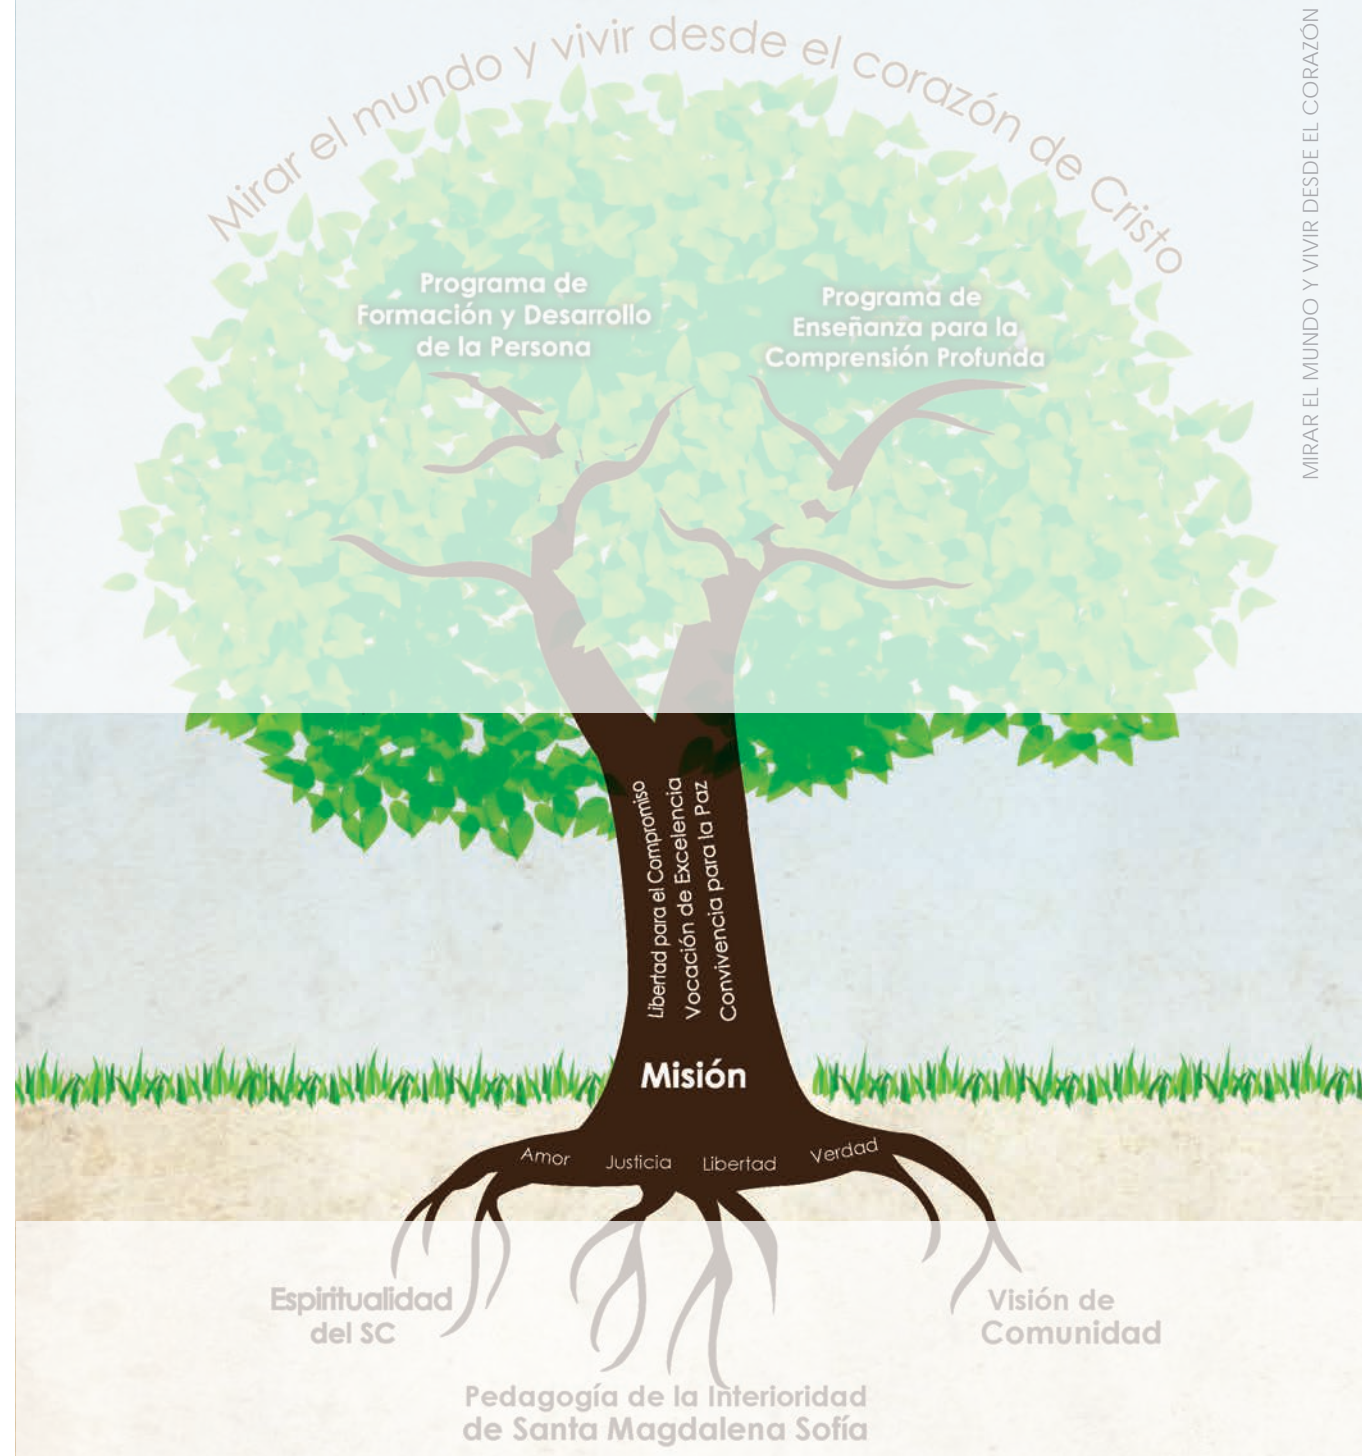 Mirar el mundo y vivir desde el corazón de Cristo
MIRAR EL MUNDO Y VIVIR DESDE EL CORAZÓN
Programa de
Formación y Desarrollo
de la Persona
Programa de
Enseñanza para la
Comprensión Profunda
Libertad para el Compromiso
Vocación de Excelencia
Convivencia para la Paz
Misión
Amor
Justicia
Libertad
Verdad
Espiritualidad
del SC
Visión de
Comunidad
Pedagogía de la Interioridad
de Santa Magdalena Sofía